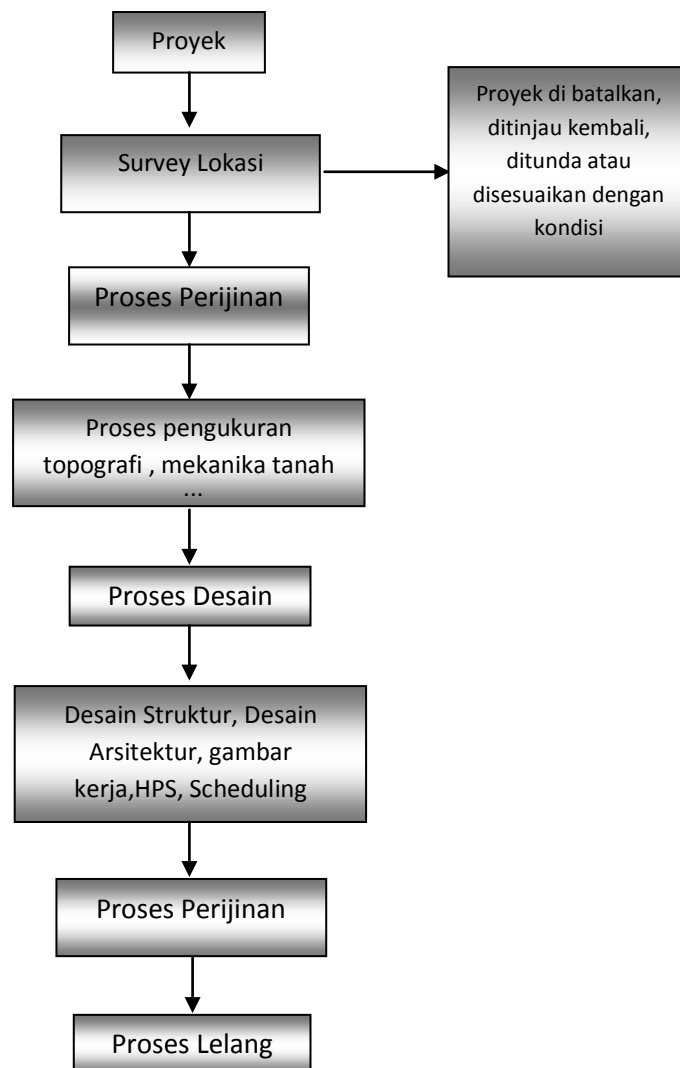 Proyek
Survey Lokasi
Proyek di batalkan,
ditinjau kembali,
ditunda atau
disesuaikan dengan
kondisi
Proses Perijinan
Proses pengukuran
topografi , mekanika tanah
...
Proses Desain
Desain Struktur, Desain
Arsitektur, gambar
kerja,HPS, Scheduling
Proses Perijinan
Proses Lelang